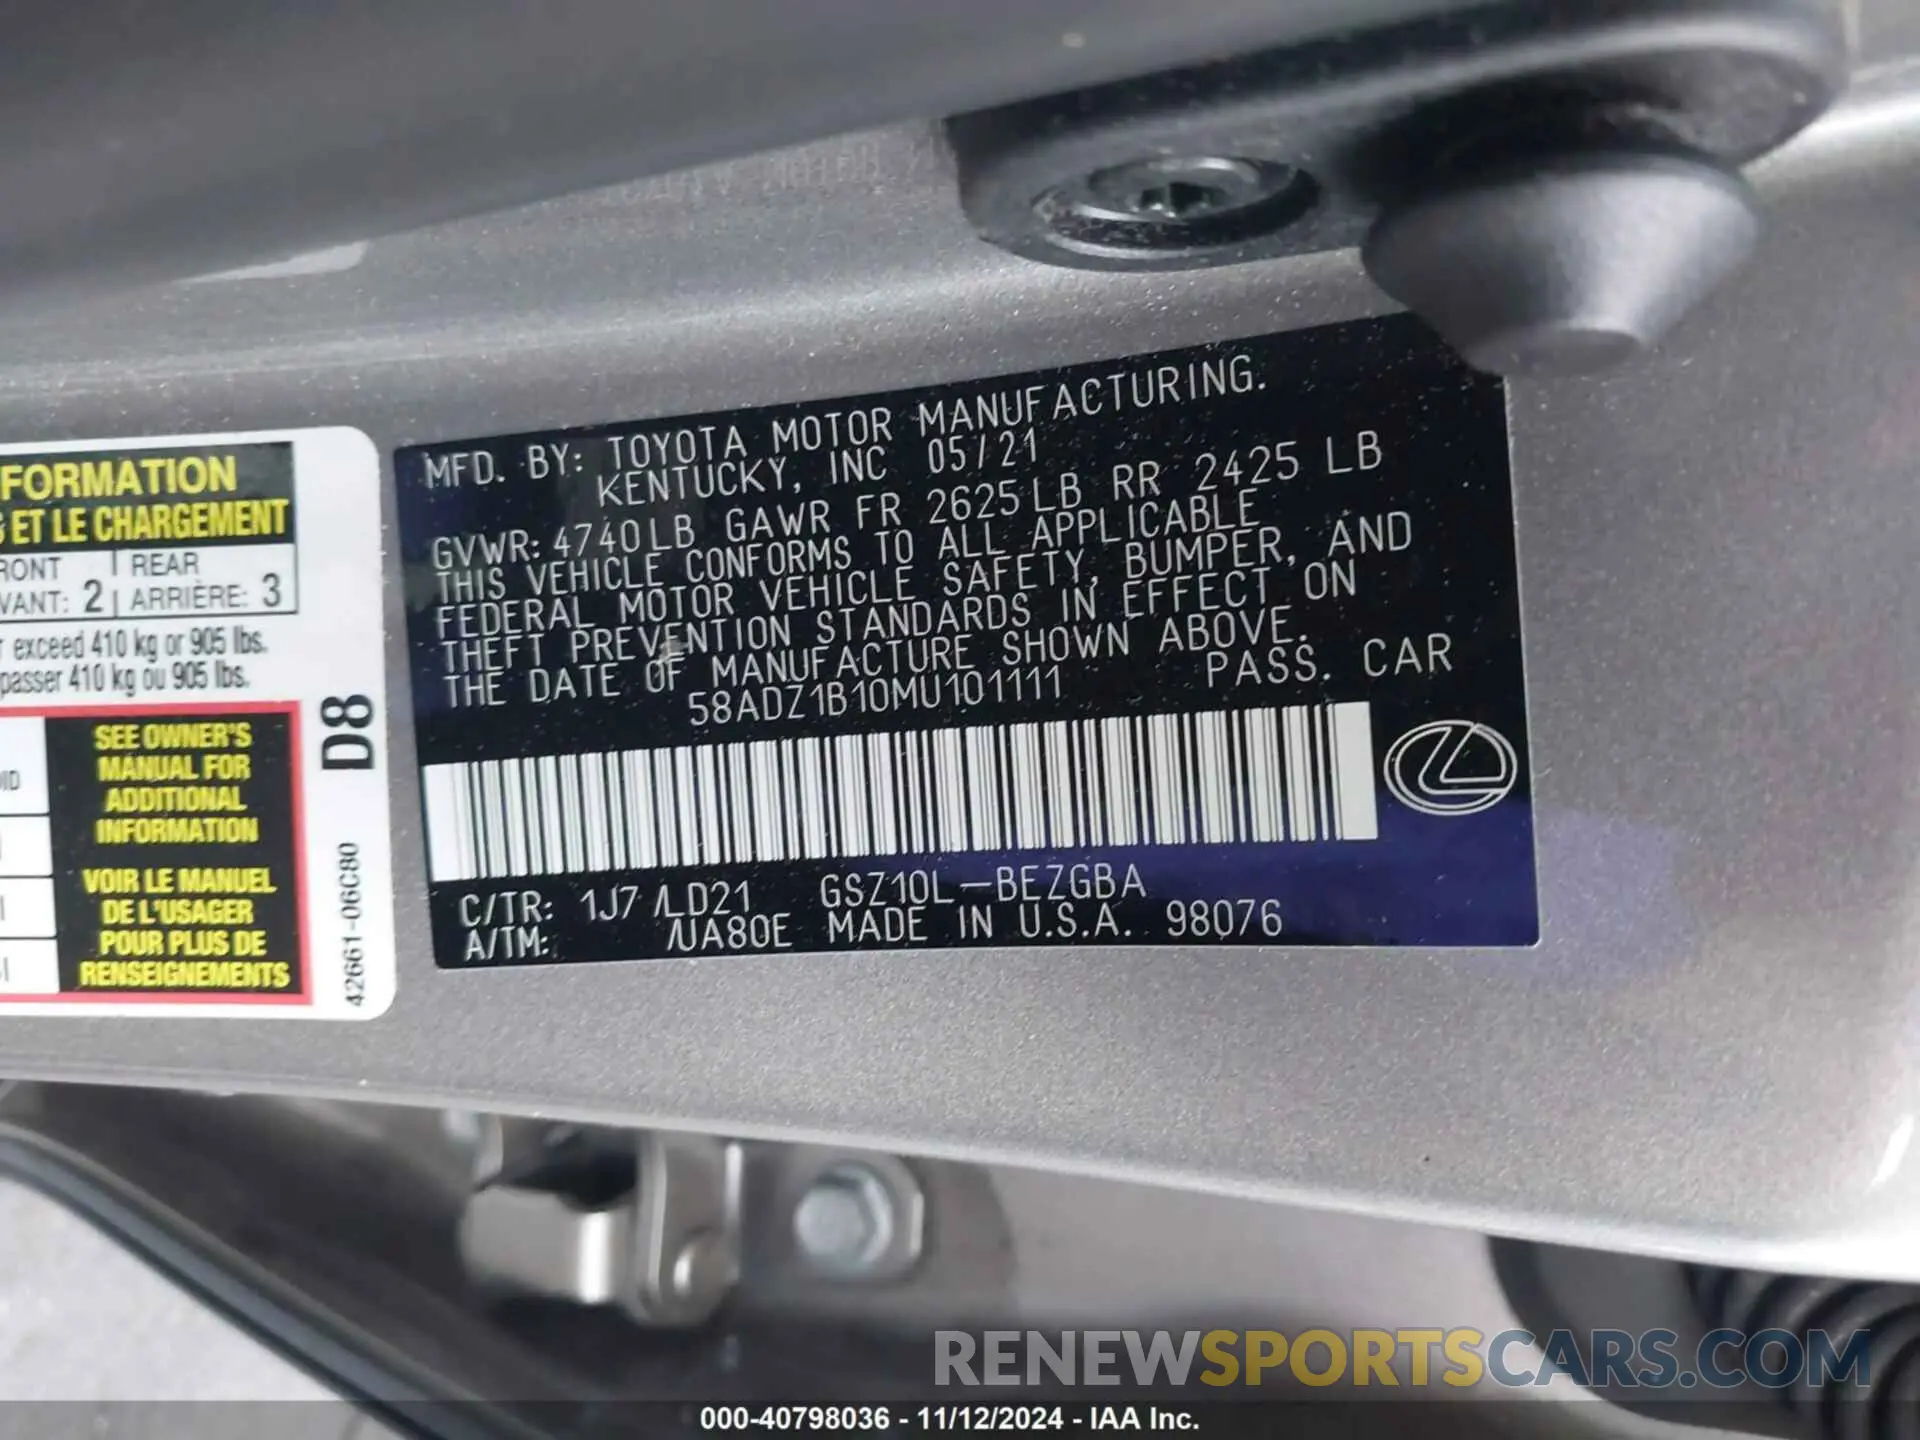 MFD. BY: TOYOTA MOTOR MANUFACTURING.
KENTUCKY, INC 05/21
GVWR: 4740LB GAWR FR 2625LB RR 2425 LB
THIS VEHICLE CONFORMS TO ALL APPLICABLE
FEDERAL MOTOR VEHICLE SAFETY, BUMPER, AND
THEFT PREVENTION STANDARDS IN EFFECT ON
THE DATE OF MANUFACTURE SHOWN ABOVE.
58ADZ1B10MU101111 PASS. CAR
C/TR: 1J7 /LD21 GSZ10L-BEZGBA
A/TM: /UA80E MADE IN U.S.A. 98076
ET LE CHARGEMENT
REAR
2 ARRIÈRE: 3
exceed 410 kg or 905 lbs.
passer 410 kg ou 905 lbs.
SEE OWNER'S
MANUAL FOR
ADDITIONAL
INFORMATION
VOIR LE MANUEL
DE L'USAGER
POUR PLUS DE
RENSEIGNEMENTS
D8
42661-06C80
RENEWSPORTSCARS.COM
000-40798036 - 11/12/2024 - IAA Inc.